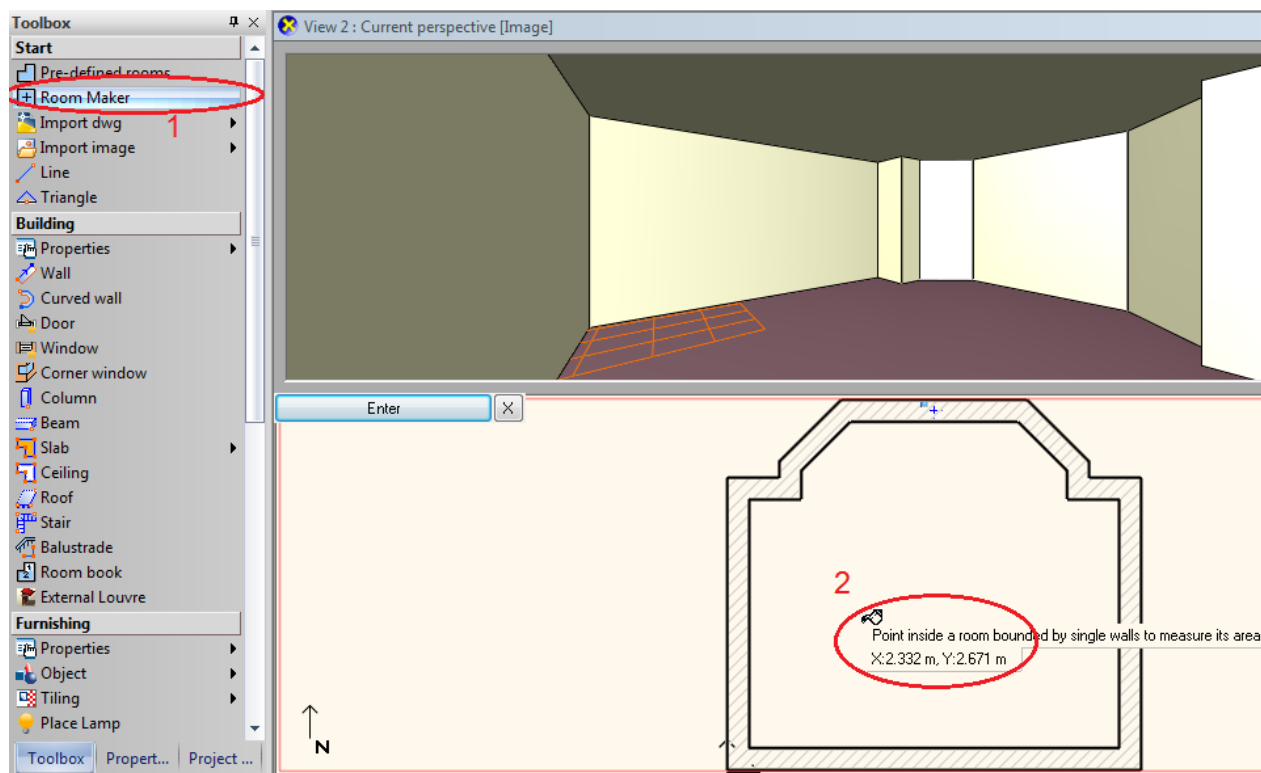 Toolbox
Start
Pre-defined rooms
Room Maker
1
Import dwg
Import image
Line
Triangle
Building
Properties
Wall
Curved wall
Door
Window
Corner window
Column
Beam
Slab
Ceiling
Roof
Stair
Balustrade
Room book
External Louvre
Furnishing
Properties
Object
Tiling
Place Lamp
Toolbox Propert... Project ...
View 2 : Current perspective [Image]
Enter X
2
Point inside a room bounded by single walls to measure its area
X:2.332 m, Y:2.671 m
N